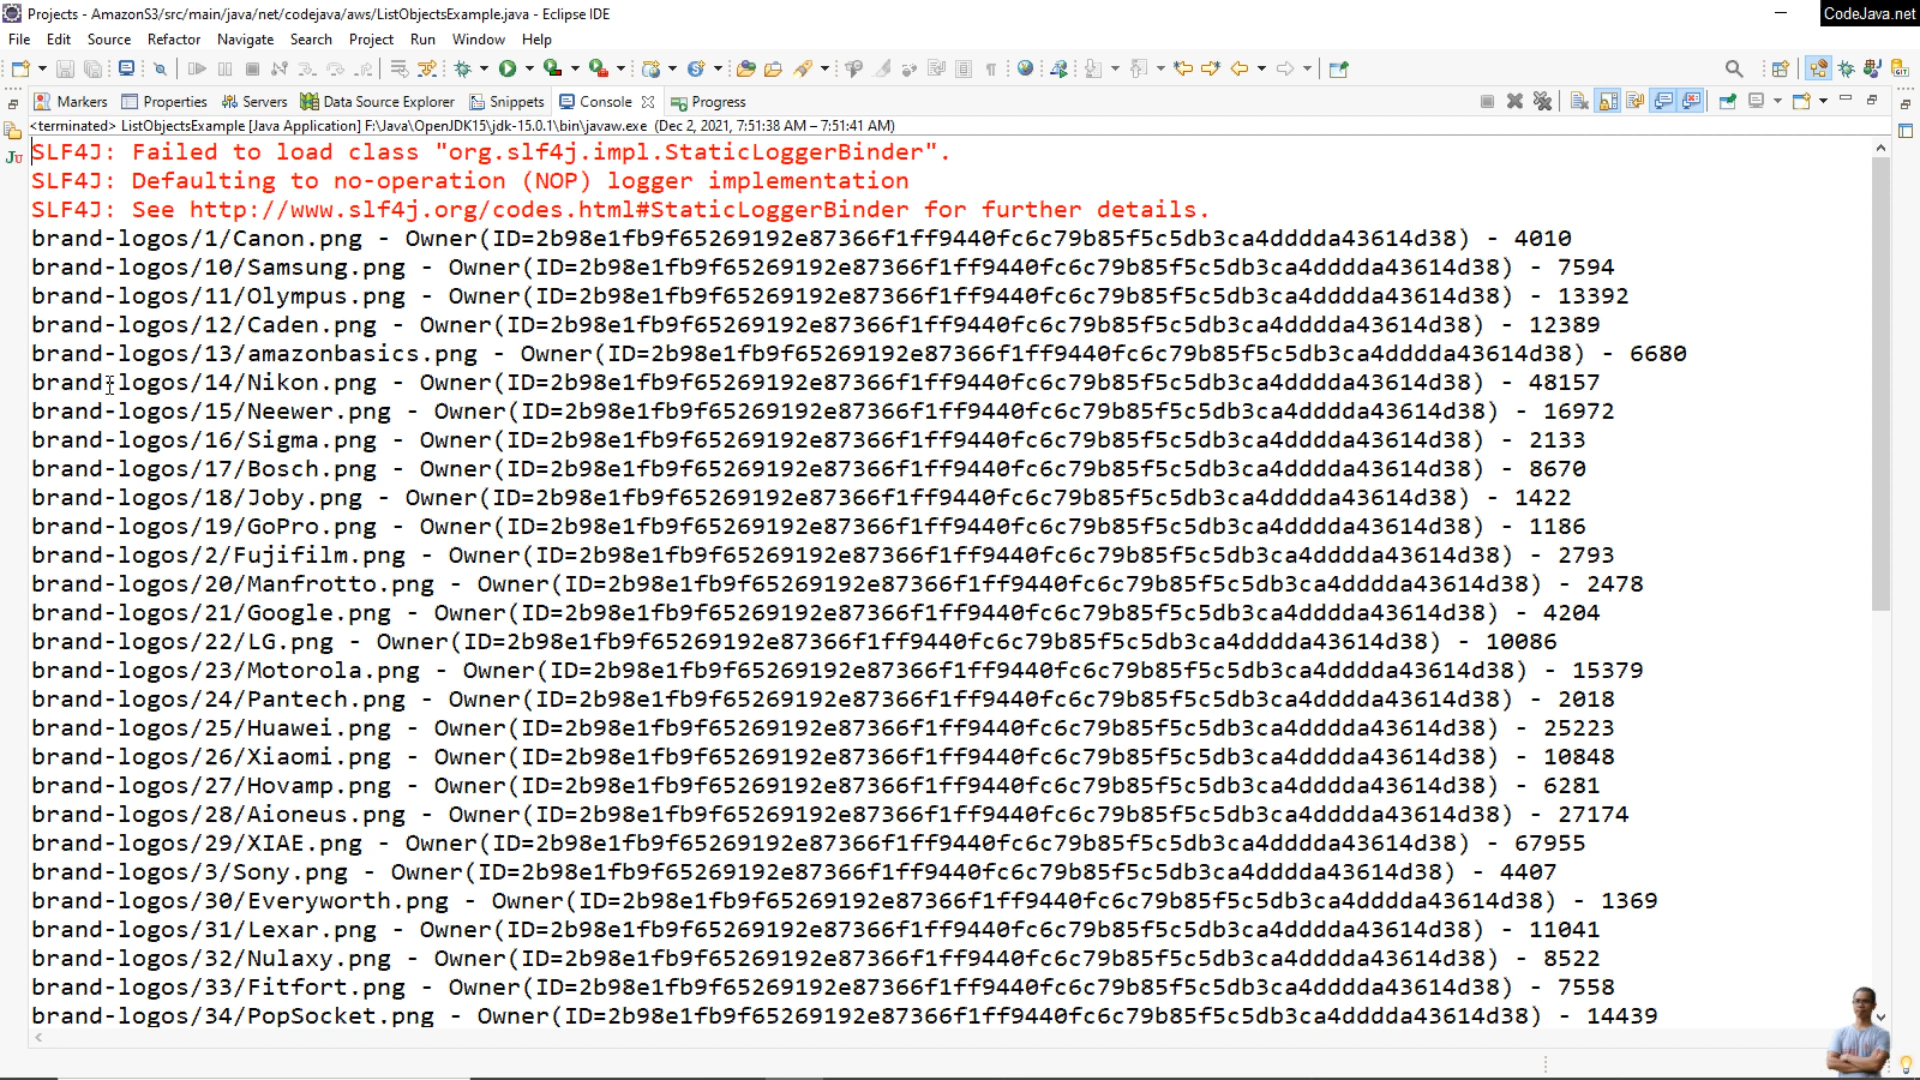 Projects - AmazonS3/src/main/java/net/codejava/aws/ListObjectsExample.java - Eclipse IDE
CodeJava.net
File Edit Source Refactor Navigate Search Project Run Window Help
Markers Properties Servers Data Source Explorer Snippets Console Progress
<terminated> ListObjectsExample [Java Application] F:\Java\OpenJDK15\jdk-15.0.1\bin\javaw.exe (Dec 2, 2021, 7:51:38 AM – 7:51:41 AM)
SLF4J: Failed to load class "org.slf4j.impl.StaticLoggerBinder".
SLF4J: Defaulting to no-operation (NOP) logger implementation
SLF4J: See http://www.slf4j.org/codes.html#StaticLoggerBinder for further details.
brand-logos/1/Canon.png - Owner(ID=2b98e1fb9f65269192e87366f1ff9440fc6c79b85f5c5db3ca4dddda43614d38) - 4010
brand-logos/10/Samsung.png - Owner(ID=2b98e1fb9f65269192e87366f1ff9440fc6c79b85f5c5db3ca4dddda43614d38) - 7594
brand-logos/11/Olympus.png - Owner(ID=2b98e1fb9f65269192e87366f1ff9440fc6c79b85f5c5db3ca4dddda43614d38) - 13392
brand-logos/12/Caden.png - Owner(ID=2b98e1fb9f65269192e87366f1ff9440fc6c79b85f5c5db3ca4dddda43614d38) - 12389
brand-logos/13/amazonbasics.png - Owner(ID=2b98e1fb9f65269192e87366f1ff9440fc6c79b85f5c5db3ca4dddda43614d38) - 6680
brand-logos/14/Nikon.png - Owner(ID=2b98e1fb9f65269192e87366f1ff9440fc6c79b85f5c5db3ca4dddda43614d38) - 48157
brand-logos/15/Neewer.png - Owner(ID=2b98e1fb9f65269192e87366f1ff9440fc6c79b85f5c5db3ca4dddda43614d38) - 16972
brand-logos/16/Sigma.png - Owner(ID=2b98e1fb9f65269192e87366f1ff9440fc6c79b85f5c5db3ca4dddda43614d38) - 2133
brand-logos/17/Bosch.png - Owner(ID=2b98e1fb9f65269192e87366f1ff9440fc6c79b85f5c5db3ca4dddda43614d38) - 8670
brand-logos/18/Joby.png - Owner(ID=2b98e1fb9f65269192e87366f1ff9440fc6c79b85f5c5db3ca4dddda43614d38) - 1422
brand-logos/19/GoPro.png - Owner(ID=2b98e1fb9f65269192e87366f1ff9440fc6c79b85f5c5db3ca4dddda43614d38) - 1186
brand-logos/2/Fujifilm.png - Owner(ID=2b98e1fb9f65269192e87366f1ff9440fc6c79b85f5c5db3ca4dddda43614d38) - 2793
brand-logos/20/Manfrotto.png - Owner(ID=2b98e1fb9f65269192e87366f1ff9440fc6c79b85f5c5db3ca4dddda43614d38) - 2478
brand-logos/21/Google.png - Owner(ID=2b98e1fb9f65269192e87366f1ff9440fc6c79b85f5c5db3ca4dddda43614d38) - 4204
brand-logos/22/LG.png - Owner(ID=2b98e1fb9f65269192e87366f1ff9440fc6c79b85f5c5db3ca4dddda43614d38) - 10086
brand-logos/23/Motorola.png - Owner(ID=2b98e1fb9f65269192e87366f1ff9440fc6c79b85f5c5db3ca4dddda43614d38) - 15379
brand-logos/24/Pantech.png - Owner(ID=2b98e1fb9f65269192e87366f1ff9440fc6c79b85f5c5db3ca4dddda43614d38) - 2018
brand-logos/25/Huawei.png - Owner(ID=2b98e1fb9f65269192e87366f1ff9440fc6c79b85f5c5db3ca4dddda43614d38) - 25223
brand-logos/26/Xiaomi.png - Owner(ID=2b98e1fb9f65269192e87366f1ff9440fc6c79b85f5c5db3ca4dddda43614d38) - 10848
brand-logos/27/Hovamp.png - Owner(ID=2b98e1fb9f65269192e87366f1ff9440fc6c79b85f5c5db3ca4dddda43614d38) - 6281
brand-logos/28/Aioneus.png - Owner(ID=2b98e1fb9f65269192e87366f1ff9440fc6c79b85f5c5db3ca4dddda43614d38) - 27174
brand-logos/29/XIAE.png - Owner(ID=2b98e1fb9f65269192e87366f1ff9440fc6c79b85f5c5db3ca4dddda43614d38) - 67955
brand-logos/3/Sony.png - Owner(ID=2b98e1fb9f65269192e87366f1ff9440fc6c79b85f5c5db3ca4dddda43614d38) - 4407
brand-logos/30/Everyworth.png - Owner(ID=2b98e1fb9f65269192e87366f1ff9440fc6c79b85f5c5db3ca4dddda43614d38) - 1369
brand-logos/31/Lexar.png - Owner(ID=2b98e1fb9f65269192e87366f1ff9440fc6c79b85f5c5db3ca4dddda43614d38) - 11041
brand-logos/32/Nulaxy.png - Owner(ID=2b98e1fb9f65269192e87366f1ff9440fc6c79b85f5c5db3ca4dddda43614d38) - 8522
brand-logos/33/Fitfort.png - Owner(ID=2b98e1fb9f65269192e87366f1ff9440fc6c79b85f5c5db3ca4dddda43614d38) - 7558
brand-logos/34/PopSocket.png - Owner(ID=2b98e1fb9f65269192e87366f1ff9440fc6c79b85f5c5db3ca4dddda43614d38) - 14439